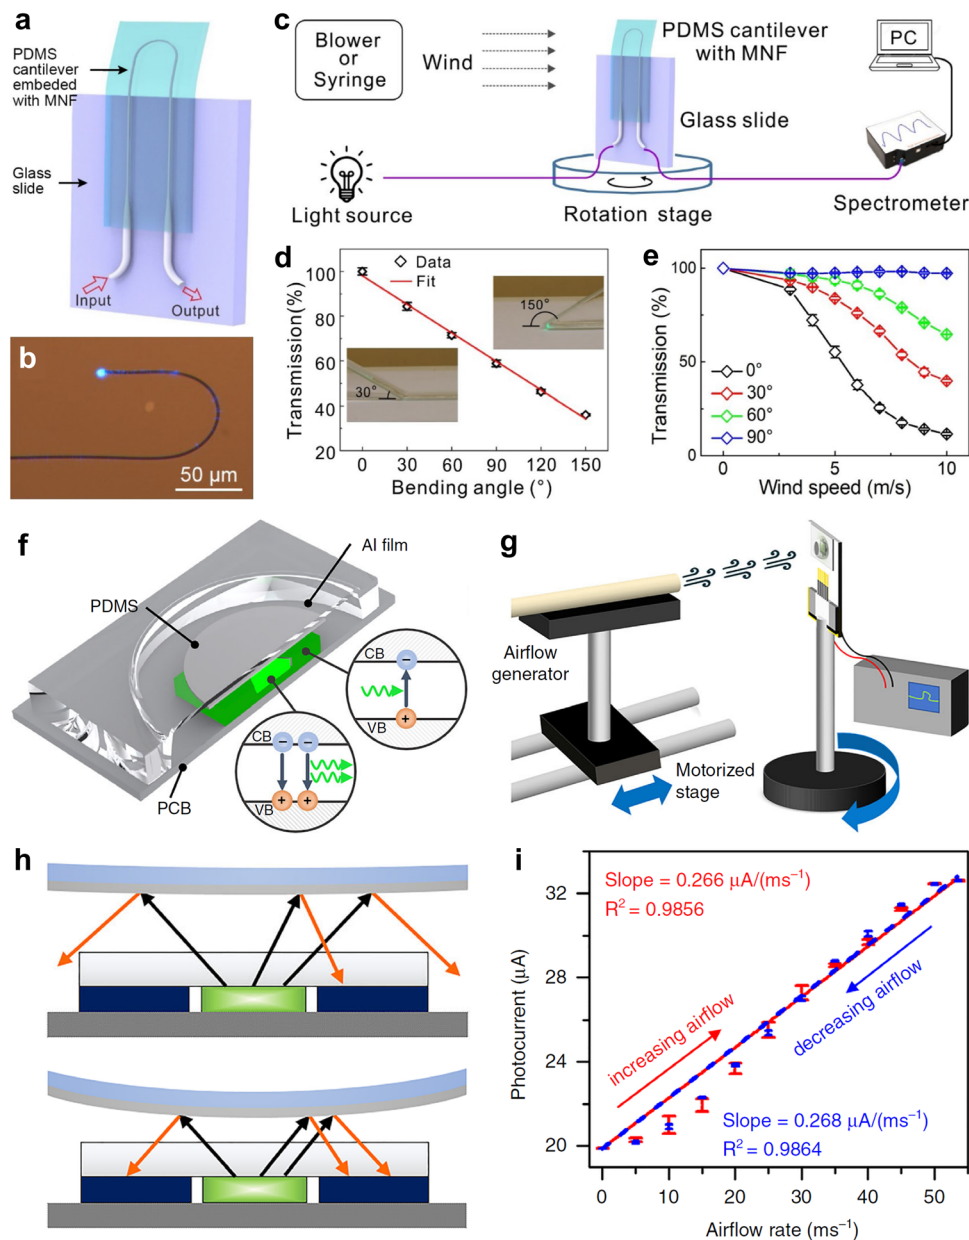 a
PDMS
cantilever
embeded
with MNF
Glass
slide
Input
Output
b
50 µm
c
Blower
or
Syringe
Wind
PDMS cantilever
with MNF
PC
Glass slide
Light source
Rotation stage
Spectrometer
d
Data
Fit
150°
30°
100
80
60
40
20
0
30
60
90
120
150
Transmission(%)
Bending angle (°)
e
100
50
0
0
5
10
0°
30°
60°
90°
Transmission (%)
Wind speed (m/s)
f
Al film
PDMS
CB
−
VB
+
CB
− −
VB
+ +
PCB
g
Airflow
generator
Motorized
stage
h
i
Slope = 0.266 µA/(ms⁻¹)
R² = 0.9856
increasing airflow
decreasing airflow
Slope = 0.268 µA/(ms⁻¹)
R² = 0.9864
32
28
24
20
0
10
20
30
40
50
Photocurrent (µA)
Airflow rate (ms⁻¹)